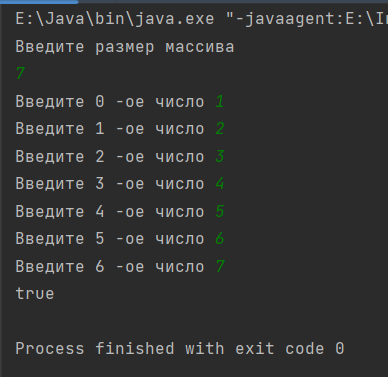 E:\Java\bin\java.exe "-javaagent:E:\I
Введите размер массива
7
Введите 0 -ое число 1
Введите 1 -ое число 2
Введите 2 -ое число 3
Введите 3 -ое число 4
Введите 4 -ое число 5
Введите 5 -ое число 6
Введите 6 -ое число 7
true
Process finished with exit code 0